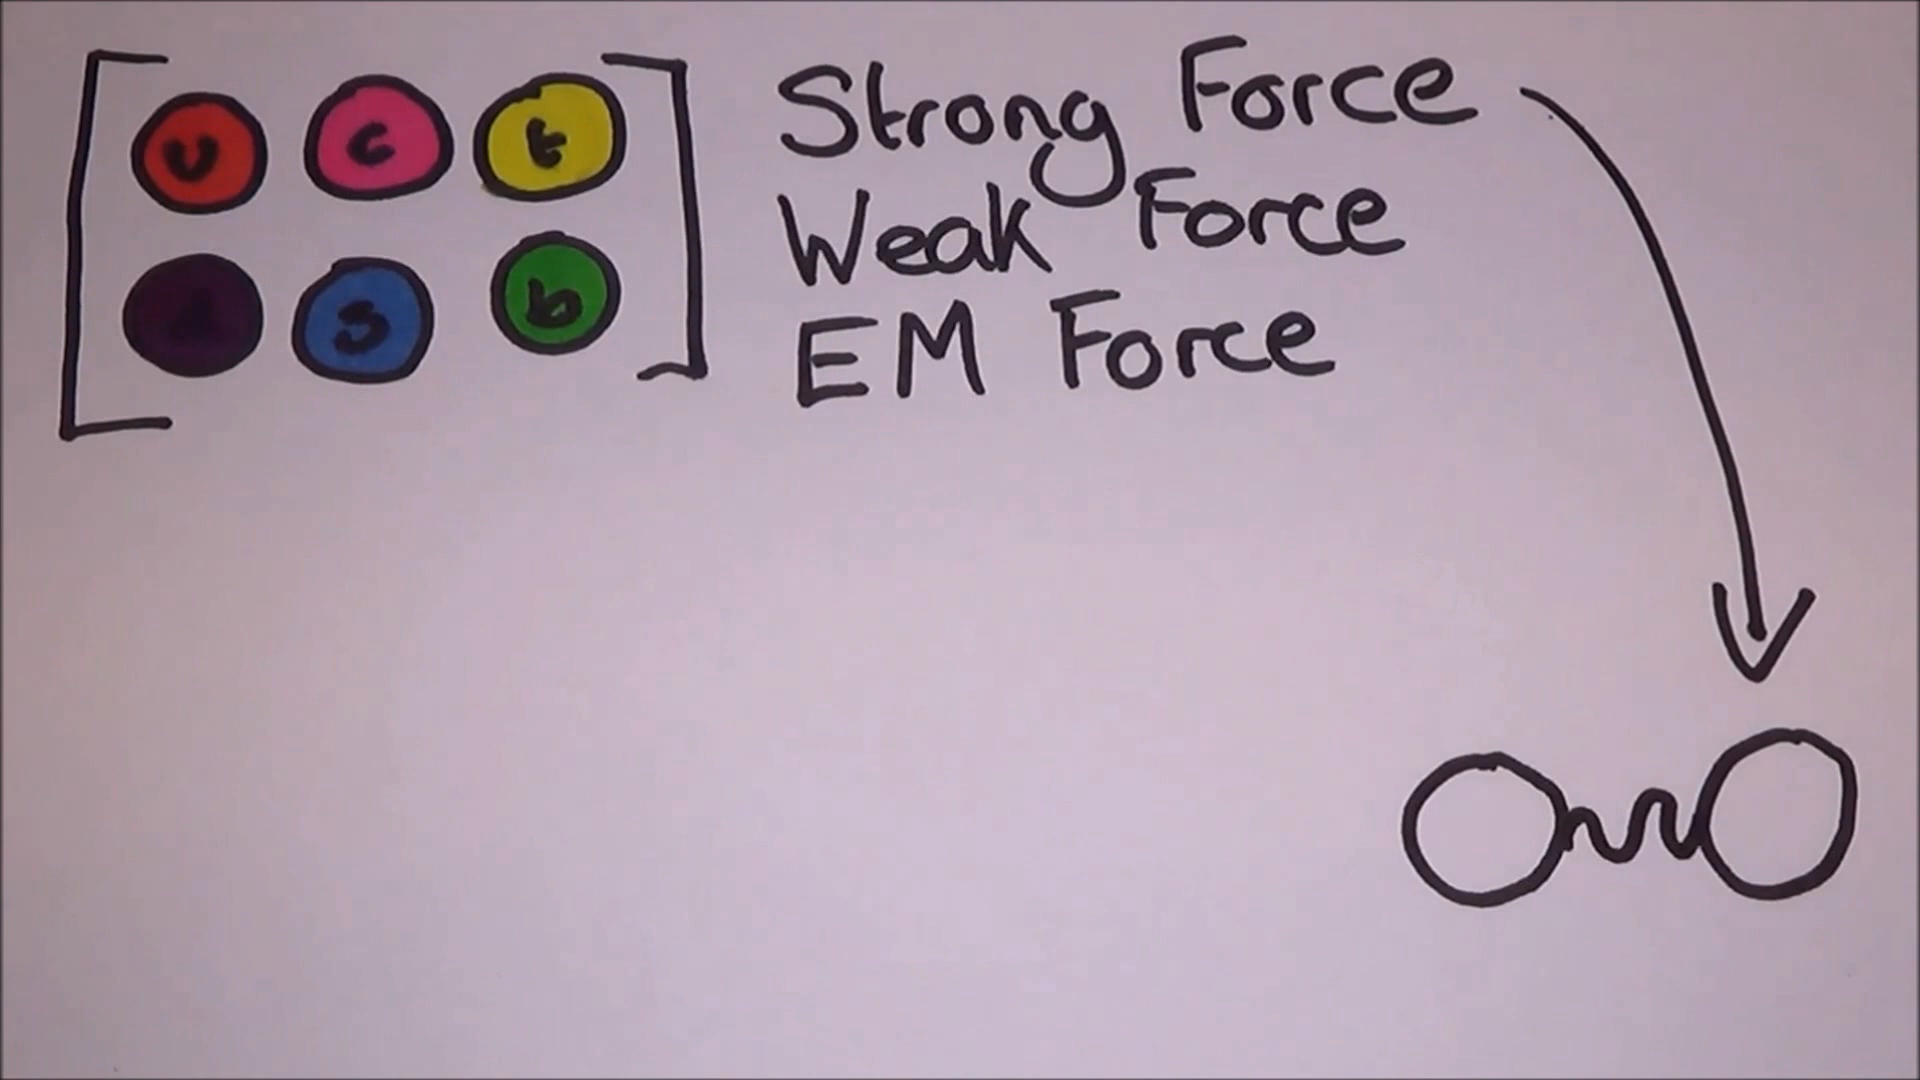 u c t
s b
Strong Force
Weak Force
EM Force